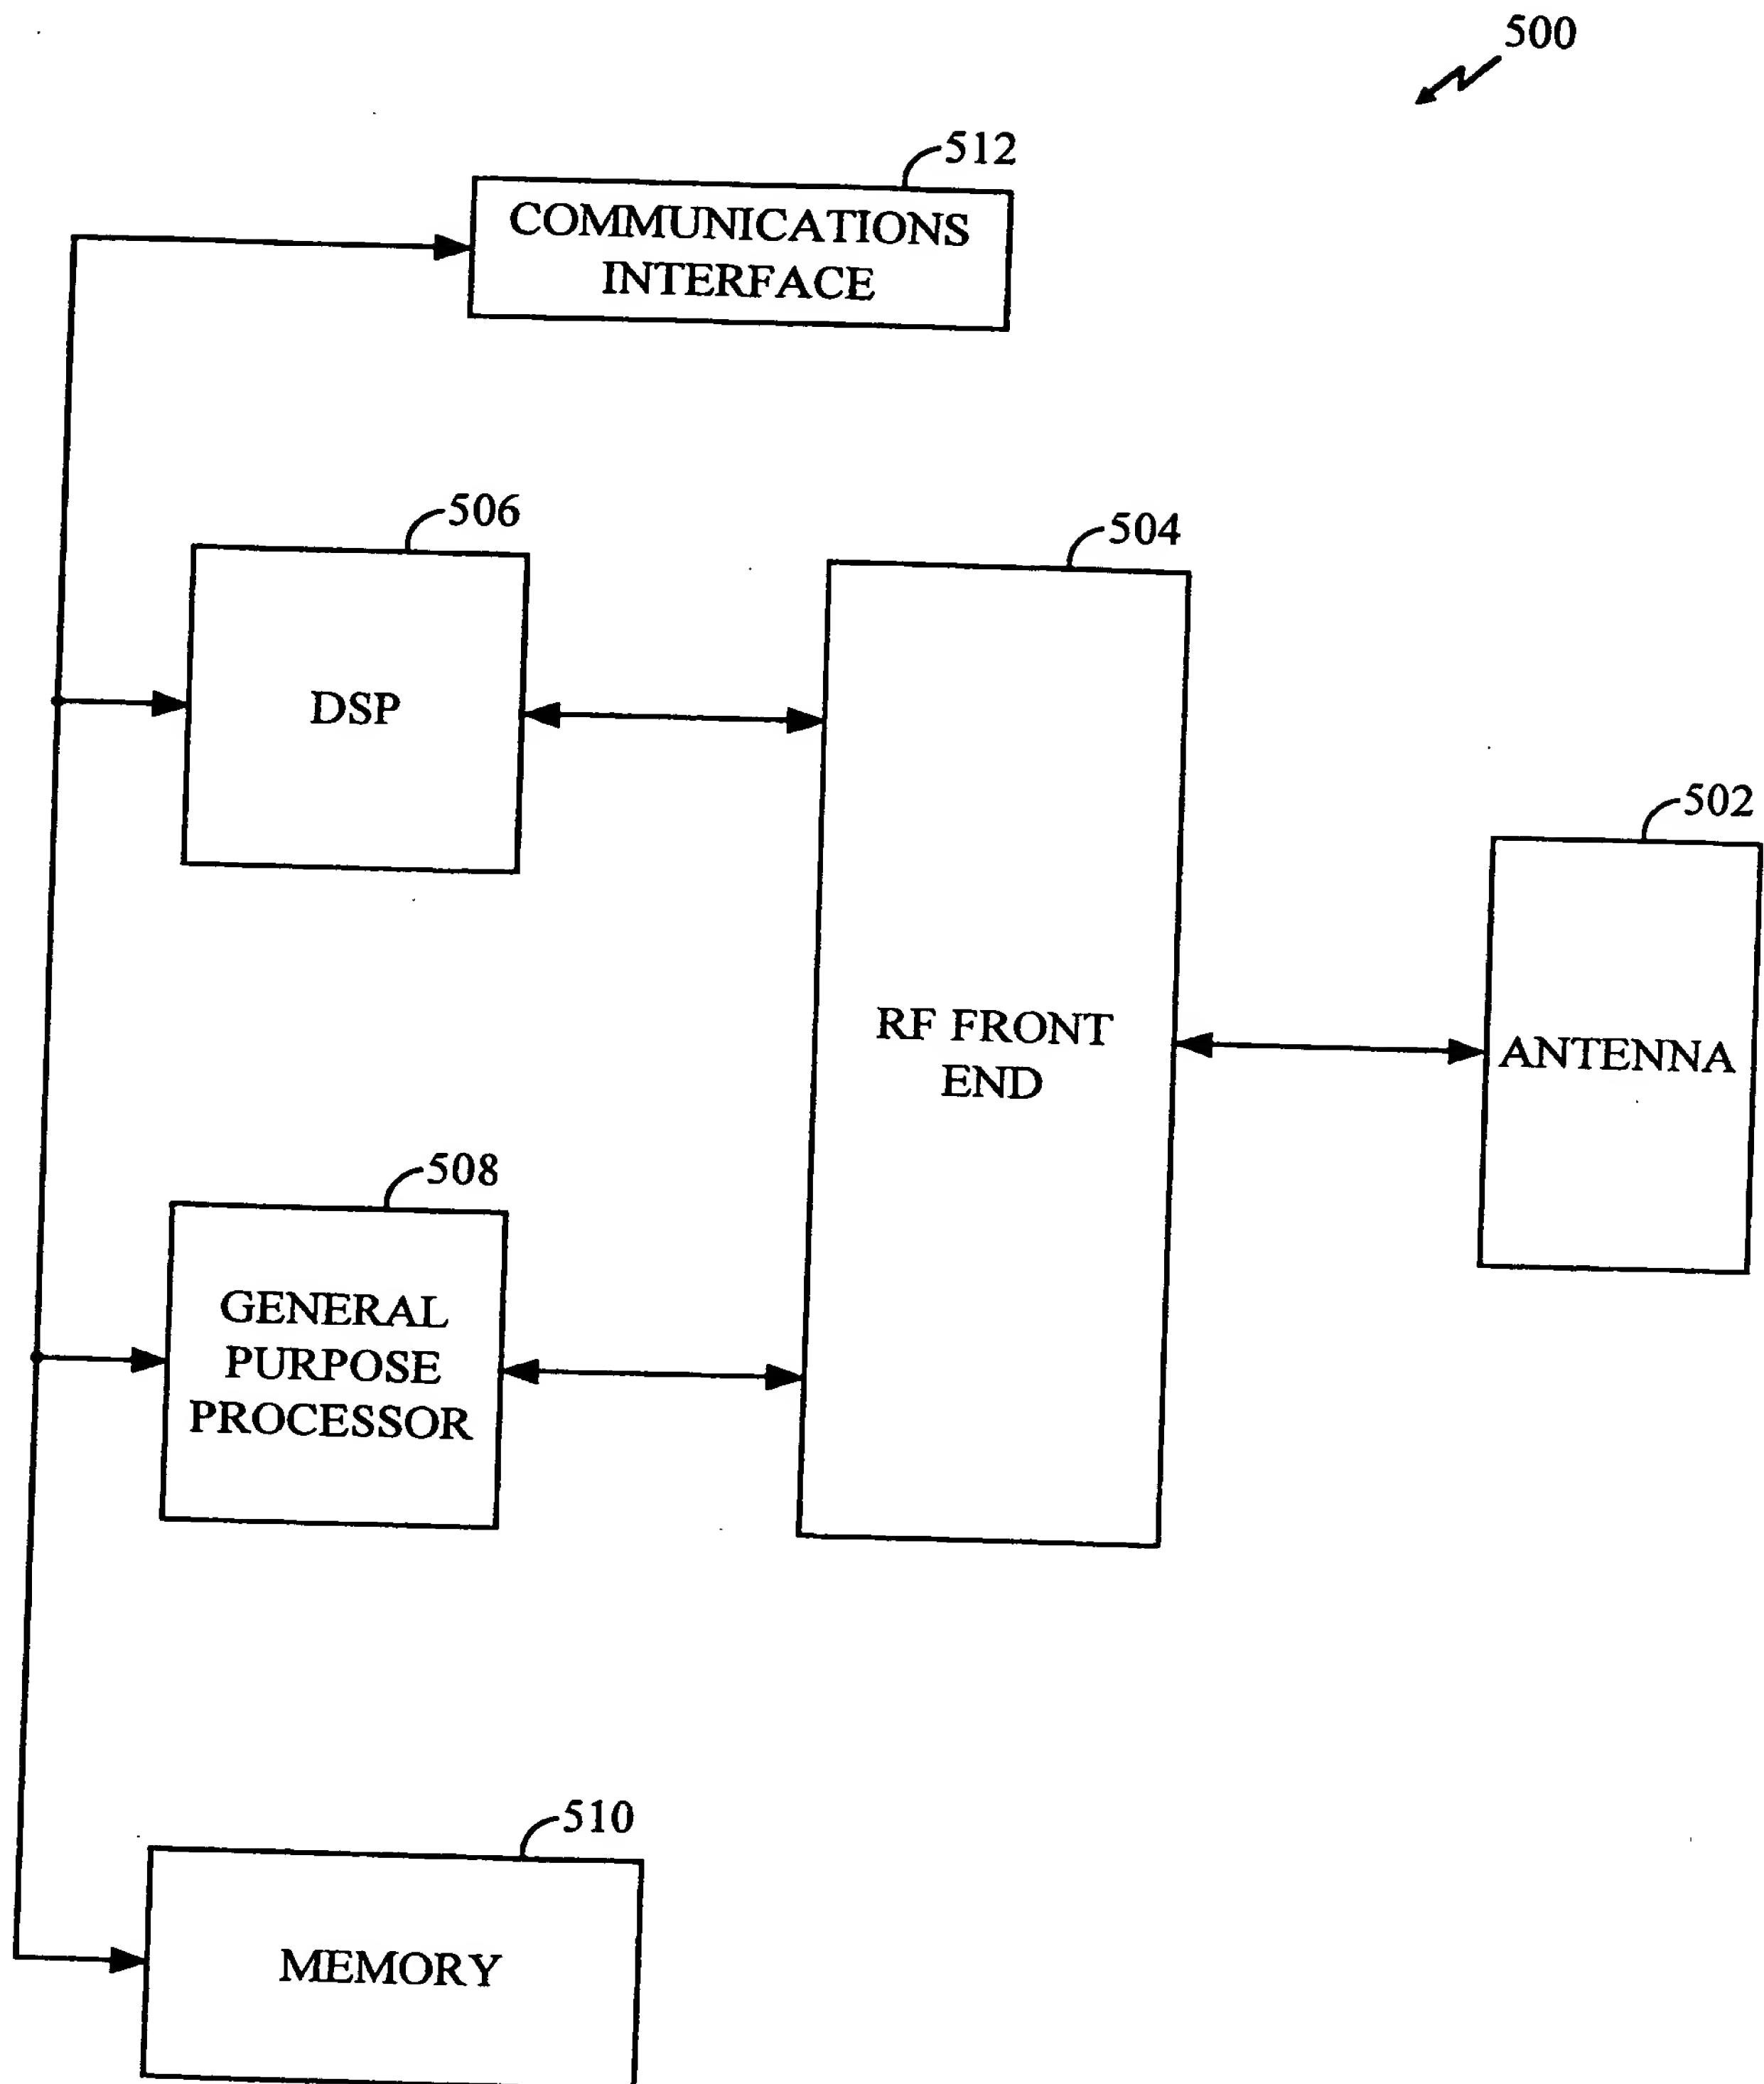 500
512
COMMUNICATIONS
INTERFACE
506
DSP
504
RF FRONT
END
502
ANTENNA
508
GENERAL
PURPOSE
PROCESSOR
510
MEMORY